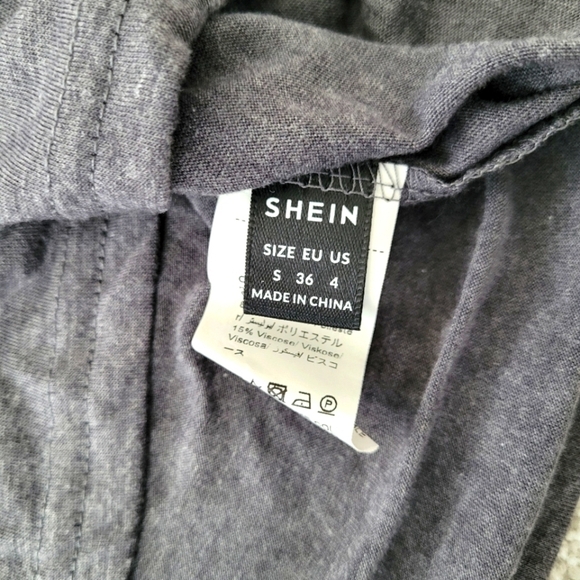 SHEIN
SIZE EU US
S 36 4
MADE IN CHINA
ポリエステル
15% Viscose/ Viskose/
Viscosa/ ビスコ
ース
P